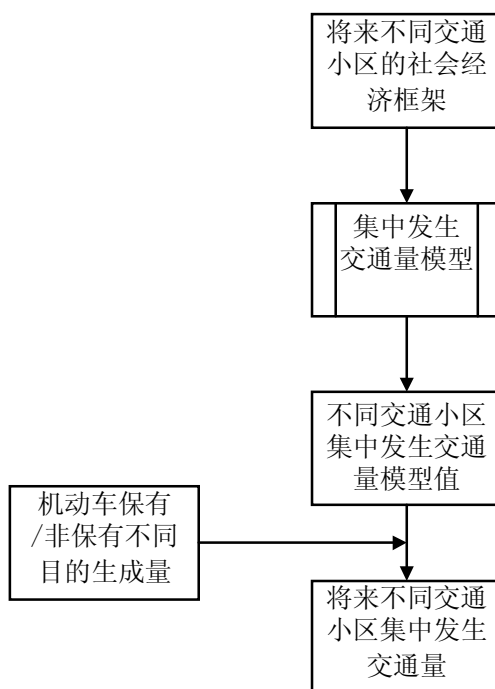 将来不同交通
小区的社会经
济框架
集中发生
交通量模型
不同交通小区
集中发生交通
量模型值
机动车保有
/非保有不同
目的生成量
将来不同交通
小区集中发生
交通量